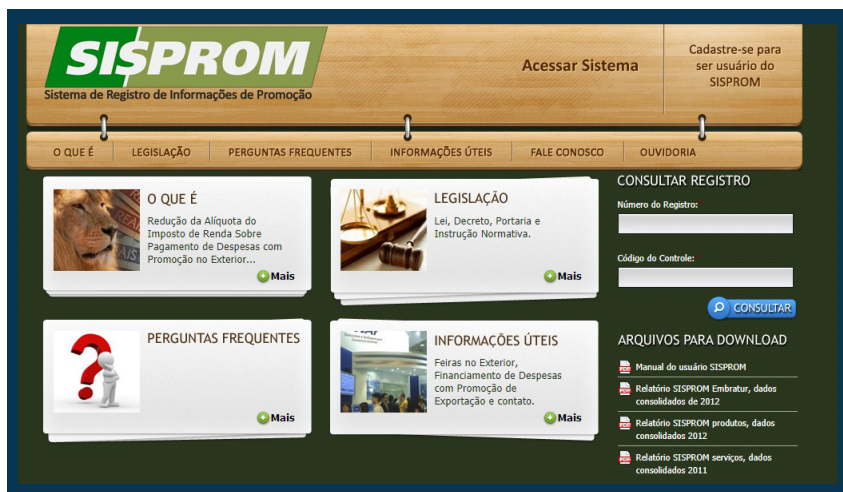 SISPROM
Sistema de Registro de Informações de Promoção
Acessar Sistema
Cadastre-se para
ser usuário do
SISPROM
O QUE É
LEGISLAÇÃO
PERGUNTAS FREQUENTES
INFORMAÇÕES ÚTEIS
FALE CONOSCO
OUVIDORIA
O QUE É
Redução da Alíquota do
Imposto de Renda Sobre
Pagamento de Despesas com
Promoção no Exterior...
Mais
LEGISLAÇÃO
Lei, Decreto, Portaria e
Instrução Normativa.
Mais
PERGUNTAS FREQUENTES
Mais
INFORMAÇÕES ÚTEIS
Feiras no Exterior,
Financiamento de Despesas
com Promoção de
Exportação e contato.
Mais
CONSULTAR REGISTRO
Número do Registro:
Código do Controle:
CONSULTAR
ARQUIVOS PARA DOWNLOAD
Manual do usuário SISPROM
Relatório SISPROM Embratur, dados
consolidados de 2012
Relatório SISPROM produtos, dados
consolidados 2012
Relatório SISPROM serviços, dados
consolidados 2011